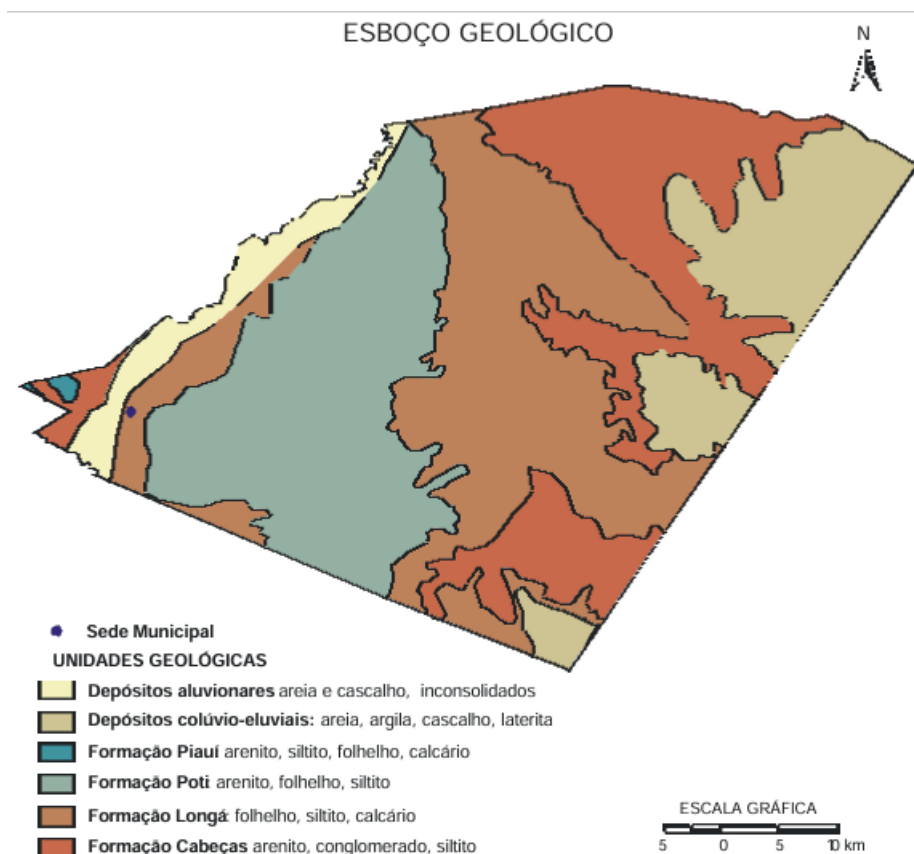 ESBOÇO GEOLÓGICO
N
Sede Municipal
UNIDADES GEOLÓGICAS
Depósitos aluvionares areia e cascalho, inconsolidados
Depósitos colúvio-eluviais: areia, argila, cascalho, laterita
Formação Piauí arenito, siltito, folhelho, calcário
Formação Poti: arenito, folhelho, siltito
Formação Longá: folhelho, siltito, calcário
Formação Cabeças arenito, conglomerado, siltito
ESCALA GRÁFICA
5 0 5 10 km